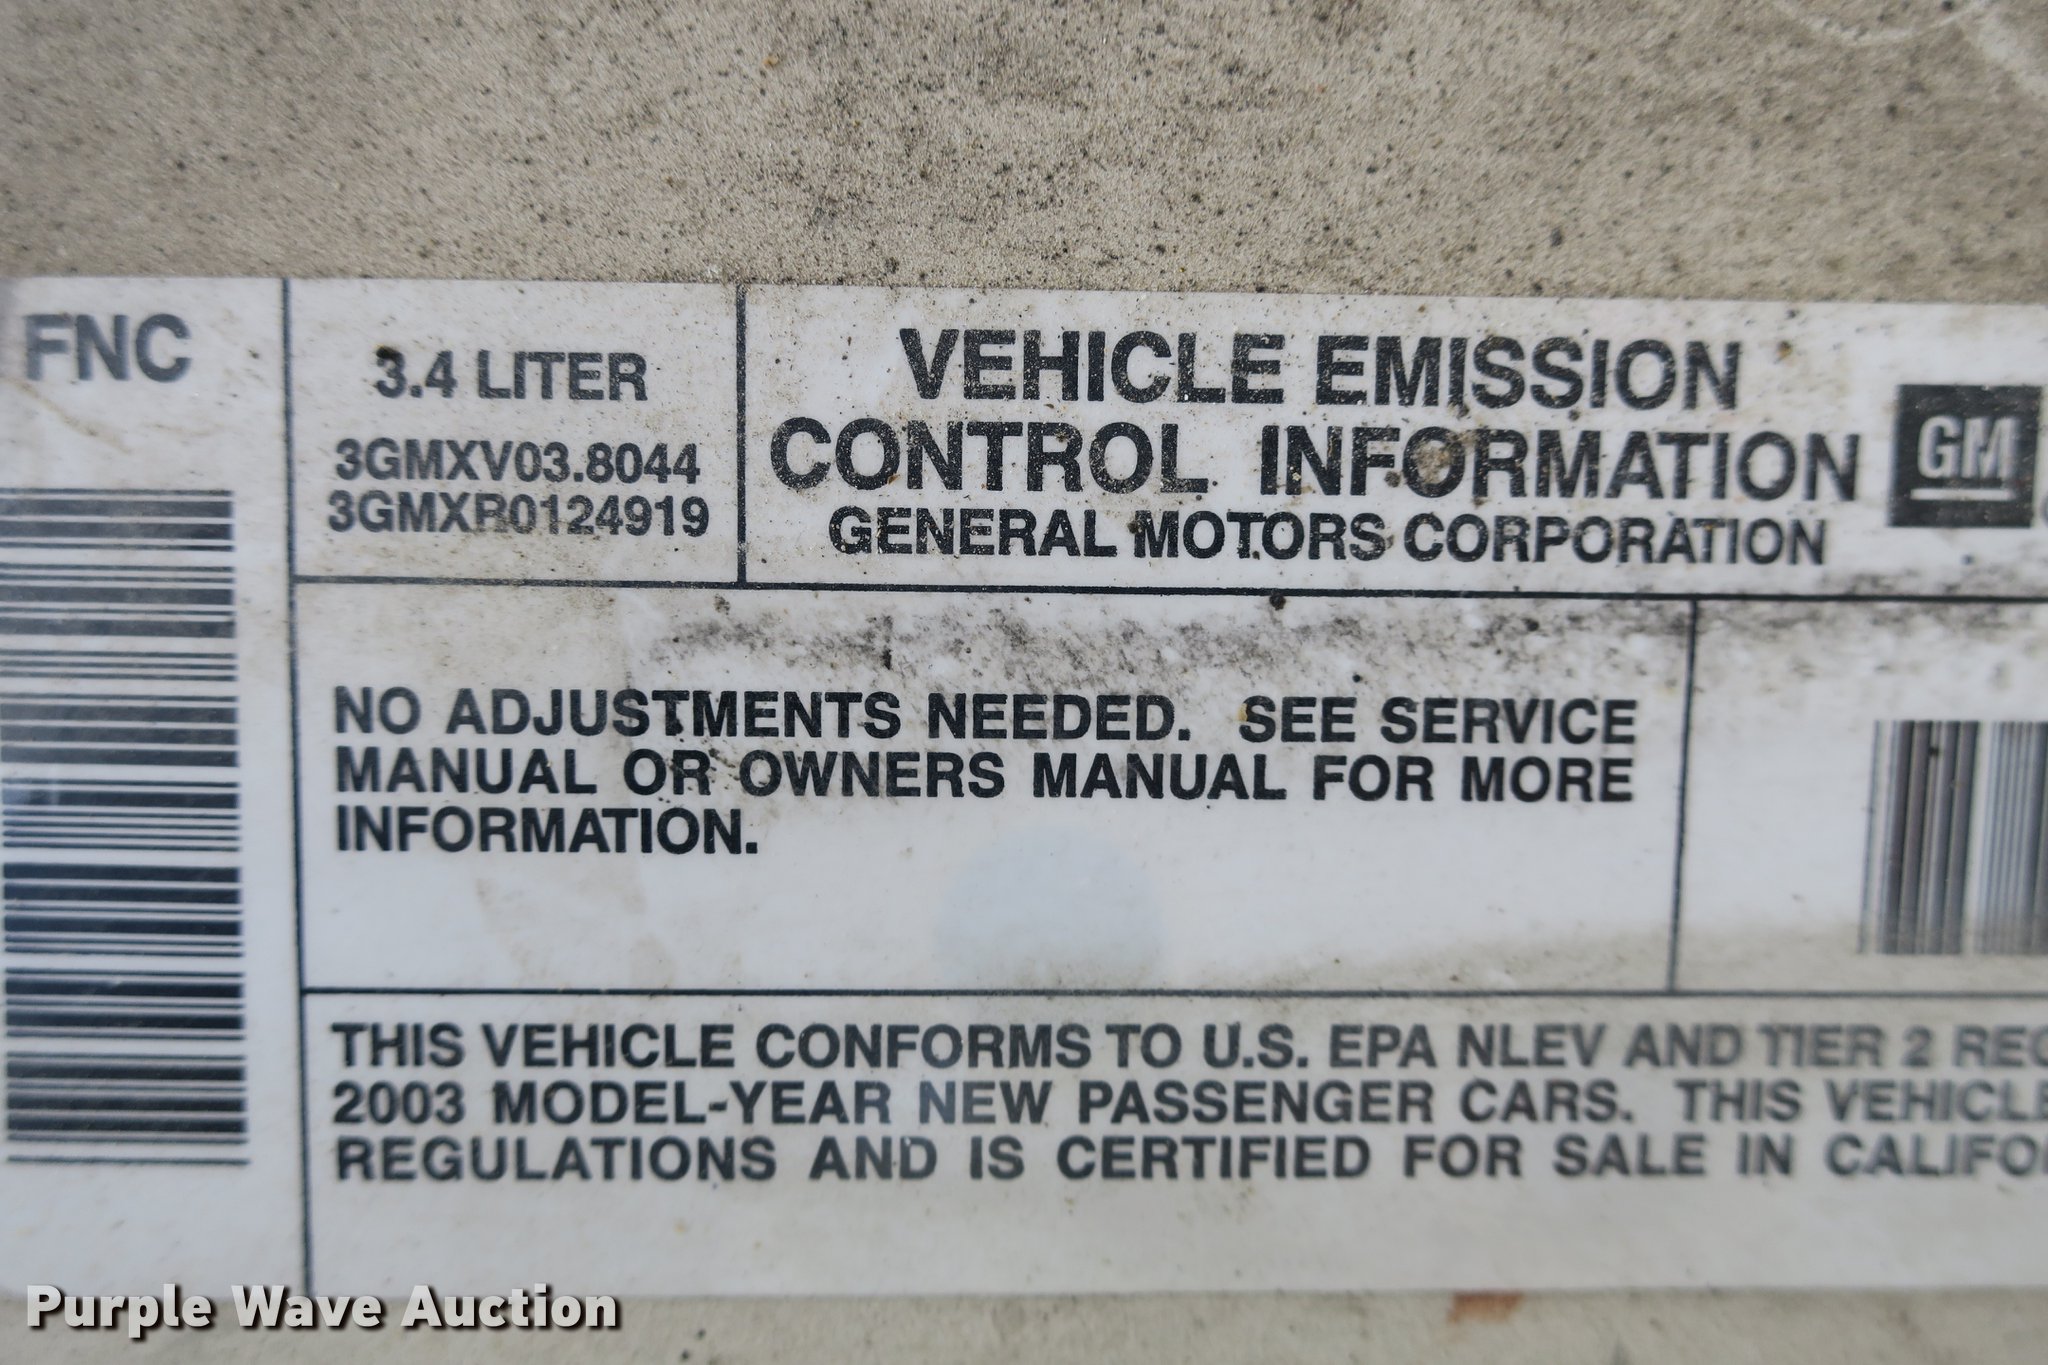 FNC
3.4 LITER
3GMXV03.8044
3GMXR0124919
VEHICLE EMISSION
CONTROL INFORMATION
GENERAL MOTORS CORPORATION
GM
NO ADJUSTMENTS NEEDED. SEE SERVICE
MANUAL OR OWNERS MANUAL FOR MORE
INFORMATION.
THIS VEHICLE CONFORMS TO U.S. EPA NLEV AND TIER 2
2003 MODEL-YEAR NEW PASSENGER CARS. THIS VEHICLE
REGULATIONS AND IS CERTIFIED FOR SALE IN
Purple Wave Auction